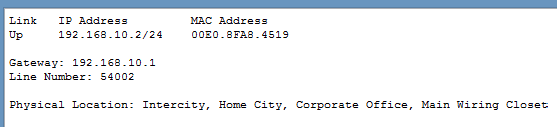 Link   IP Address         MAC Address
Up     192.168.10.2/24    00E0.8FA8.4519
Gateway: 192.168.10.1
Line Number: 54002
Physical Location: Intercity, Home City, Corporate Office, Main Wiring Closet